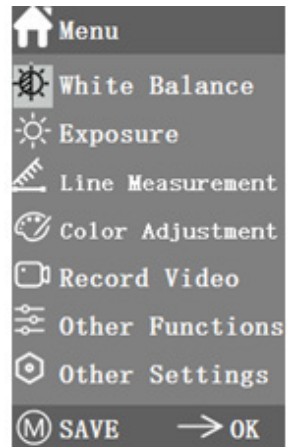 Menu
White Balance
Exposure
Line Measurement
Color Adjustment
Record Video
Other Functions
Other Settings
M SAVE → OK